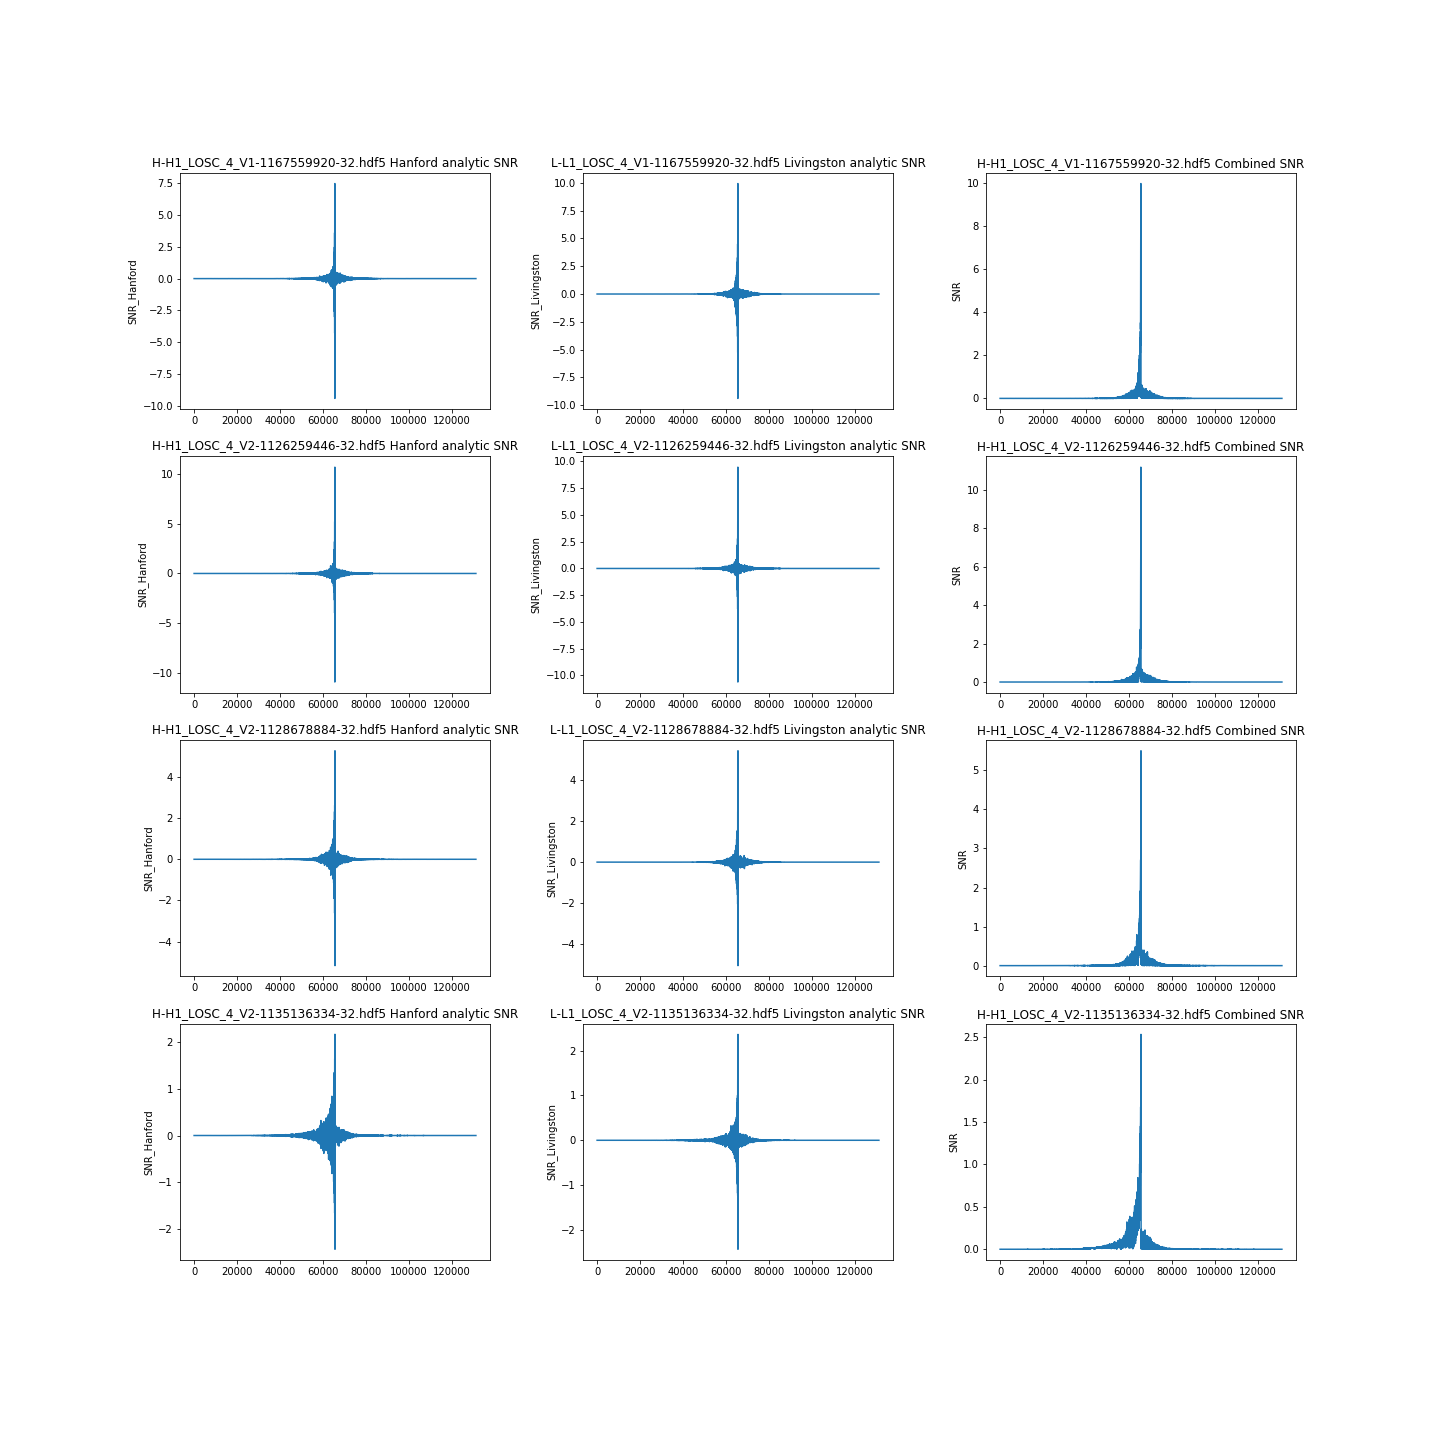 H-H1_LOSC_4_V1-1167559920-32.hdf5 Hanford analytic SNR
7.5
5.0
2.5
0.0
−2.5
−5.0
−7.5
−10.0
SNR_Hanford
0 20000 40000 60000 80000 100000 120000
L-L1_LOSC_4_V1-1167559920-32.hdf5 Livingston analytic SNR
10.0
7.5
5.0
2.5
0.0
−2.5
−5.0
−7.5
−10.0
SNR_Livingston
0 20000 40000 60000 80000 100000 120000
H-H1_LOSC_4_V1-1167559920-32.hdf5 Combined SNR
10
8
6
4
2
0
SNR
0 20000 40000 60000 80000 100000 120000
H-H1_LOSC_4_V2-1126259446-32.hdf5 Hanford analytic SNR
10
5
0
−5
−10
SNR_Hanford
0 20000 40000 60000 80000 100000 120000
L-L1_LOSC_4_V2-1126259446-32.hdf5 Livingston analytic SNR
10.0
7.5
5.0
2.5
0.0
−2.5
−5.0
−7.5
−10.0
SNR_Livingston
0 20000 40000 60000 80000 100000 120000
H-H1_LOSC_4_V2-1126259446-32.hdf5 Combined SNR
10
8
6
4
2
0
SNR
0 20000 40000 60000 80000 100000 120000
H-H1_LOSC_4_V2-1128678884-32.hdf5 Hanford analytic SNR
4
2
0
−2
−4
SNR_Hanford
0 20000 40000 60000 80000 100000 120000
L-L1_LOSC_4_V2-1128678884-32.hdf5 Livingston analytic SNR
4
2
0
−2
−4
SNR_Livingston
0 20000 40000 60000 80000 100000 120000
H-H1_LOSC_4_V2-1128678884-32.hdf5 Combined SNR
5
4
3
2
1
0
SNR
0 20000 40000 60000 80000 100000 120000
H-H1_LOSC_4_V2-1135136334-32.hdf5 Hanford analytic SNR
2
1
0
−1
−2
SNR_Hanford
0 20000 40000 60000 80000 100000 120000
L-L1_LOSC_4_V2-1135136334-32.hdf5 Livingston analytic SNR
2
1
0
−1
−2
SNR_Livingston
0 20000 40000 60000 80000 100000 120000
H-H1_LOSC_4_V2-1135136334-32.hdf5 Combined SNR
2.5
2.0
1.5
1.0
0.5
0.0
SNR
0 20000 40000 60000 80000 100000 120000